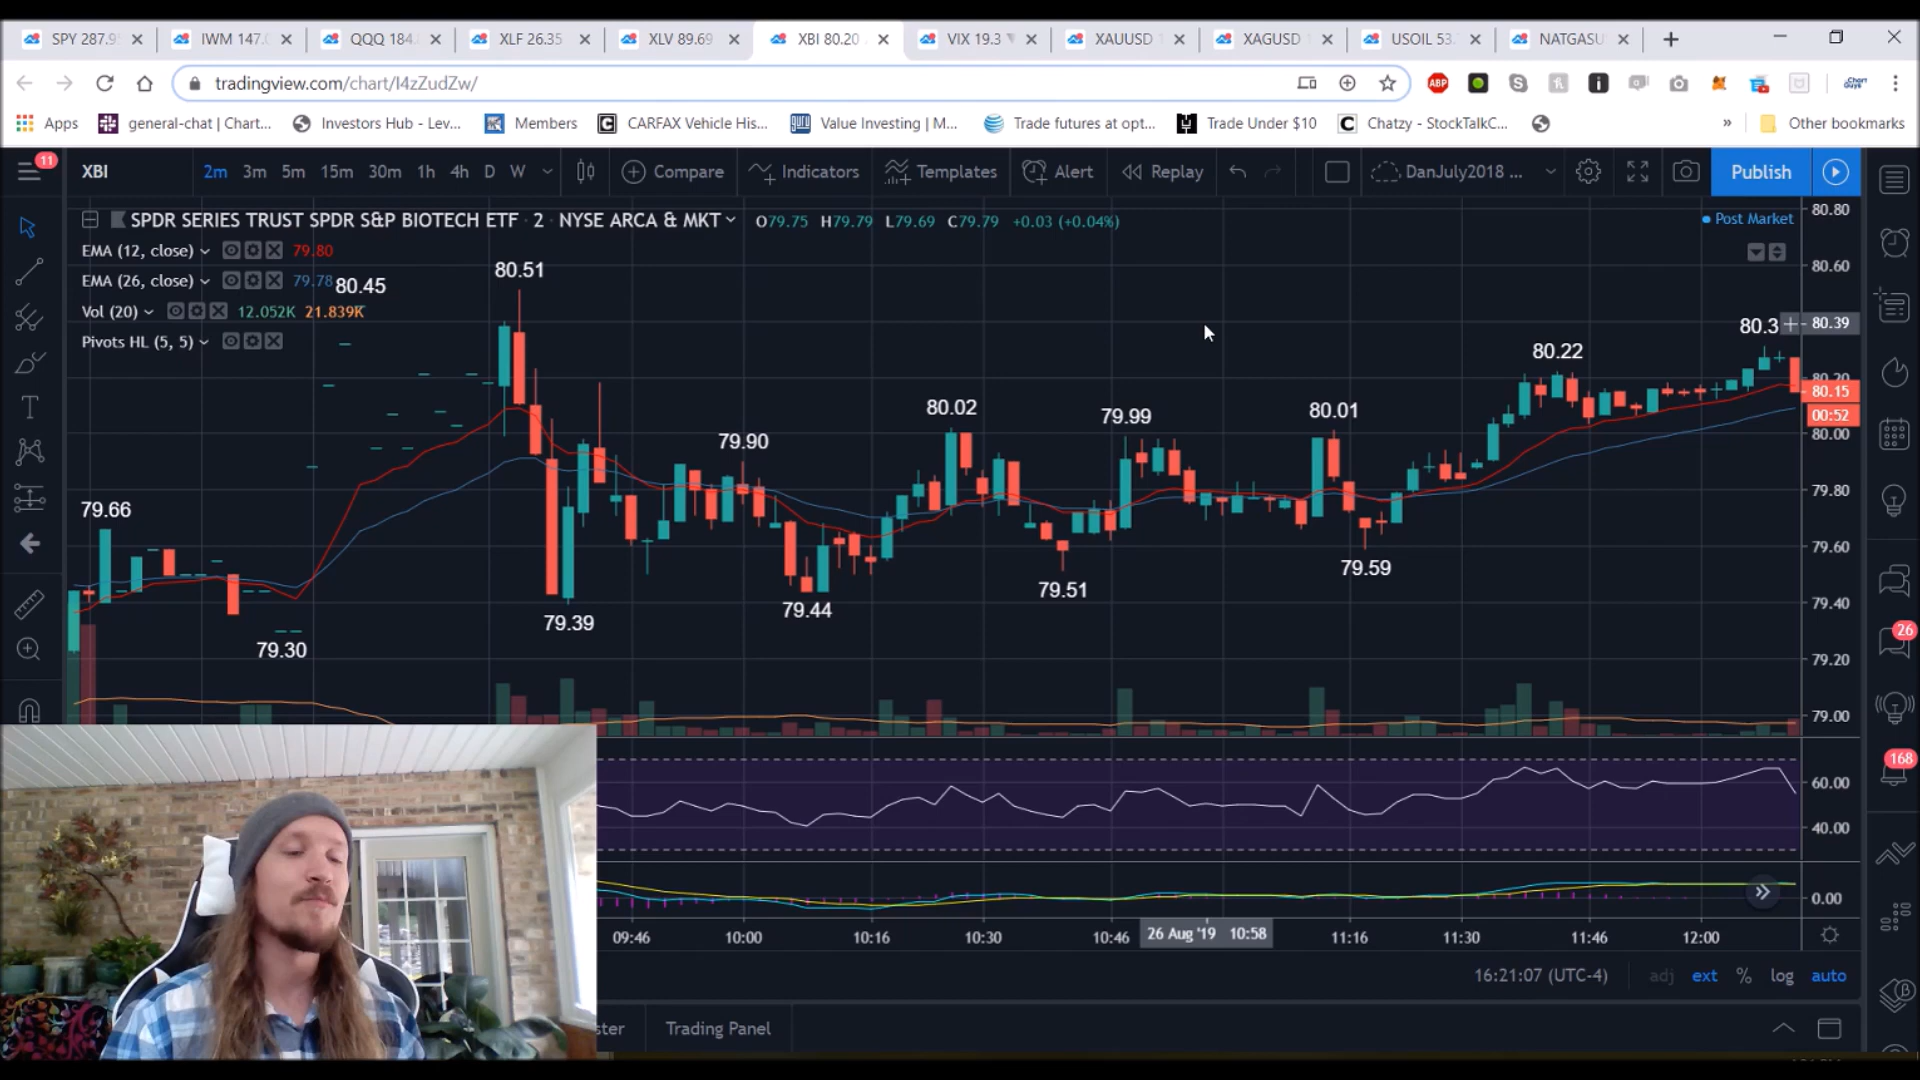 SPY 287.9 IWM 147. QQQ 184. XLF 26.35 XLV 89.69 XBI 80.20 VIX 19.3 XAUUSD 1 XAGUSD 1 USOIL 53. NATGASU
tradingview.com/chart/I4zZudZw/
ABP
Apps general-chat | Chart... Investors Hub - Lev... Members CARFAX Vehicle His... Value Investing | M... Trade futures at opt... Trade Under $10 Chatzy - StockTalkC... » Other bookmarks
11 XBI 2m 3m 5m 15m 30m 1h 4h D W Compare Indicators Templates Alert Replay DanJuly2018 ... Publish
SPDR SERIES TRUST SPDR S&P BIOTECH ETF · 2 · NYSE ARCA & MKT O79.75 H79.79 L79.69 C79.79 +0.03 (+0.04%)
Post Market
EMA (12, close) 79.80
EMA (26, close) 79.78
Vol (20) 12.052K 21.839K
Pivots HL (5, 5)
80.45
80.51
79.66
79.30
79.39
79.90
79.44
80.02
79.51
79.99
80.01
79.59
80.22
80.3
80.80
80.60
80.39
80.20
80.15
00:52
80.00
79.80
79.60
79.40
79.20
79.00
60.00
40.00
0.00
26
168
09:46 10:00 10:16 10:30 10:46 26 Aug '19 10:58 11:16 11:30 11:46 12:00
16:21:07 (UTC-4) adj ext % log auto
ster Trading Panel